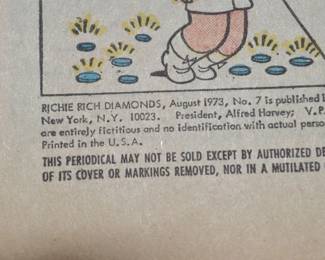 RICHIE RICH DIAMONDS, August 1973, No. 7 is published
New York, N.Y. 10023. President, Alfred Harvey; V.P.
are entirely fictitious and no identification with actual
Printed in the U.S.A.
THIS PERIODICAL MAY NOT BE SOLD EXCEPT BY AUTHORIZED
OF ITS COVER OR MARKINGS REMOVED, NOR IN A MUTILATED